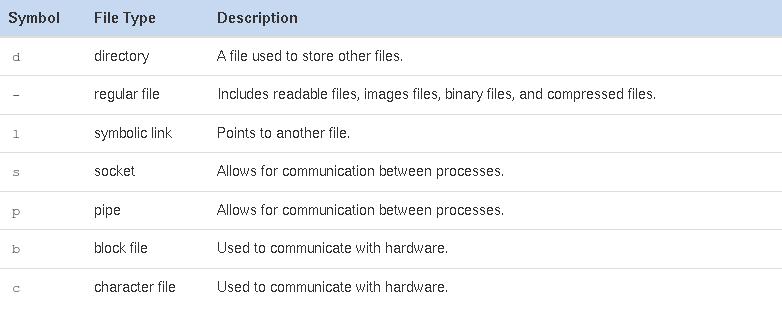 Symbol File Type Description
d directory A file used to store other files.
- regular file Includes readable files, images files, binary files, and compressed files.
l symbolic link Points to another file.
s socket Allows for communication between processes.
p pipe Allows for communication between processes.
b block file Used to communicate with hardware.
c character file Used to communicate with hardware.